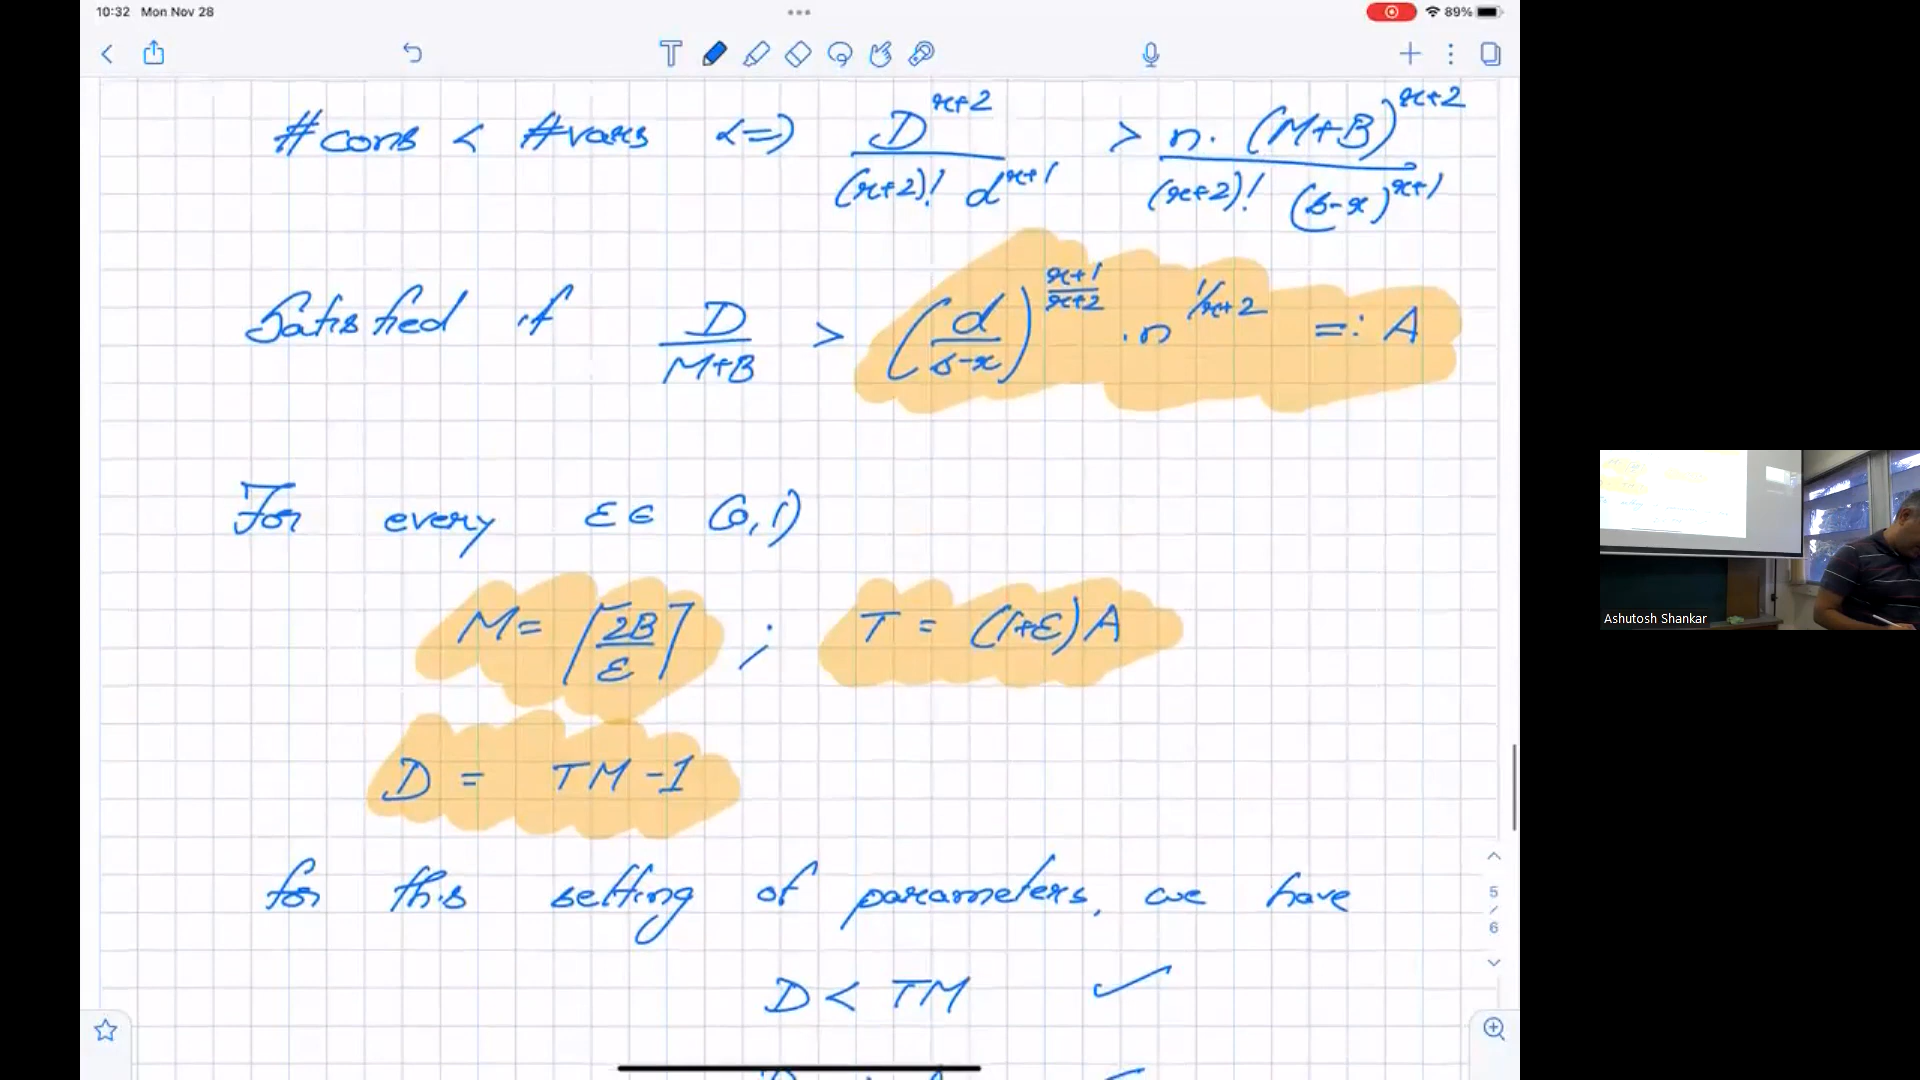 10:32 Mon Nov 28
89%
#cons < #vars <=> D^{r+2} / ((r+2)! d^{r+1}) > n·(M+B)^{r+2} / ((r+2)! (s-r)^{r+1})
Satisfied if D/(M+B) > (d/(s-r))^{(r+1)/(r+2)} · n^{1/r+2} =: A
For every ε∈ (0,1)
M = ⌈2B/ε⌉ ; T = (1+ε)A
Ashutosh Shankar
D = TM-1
for this setting of parameters, we have
5/6
D < TM ✓